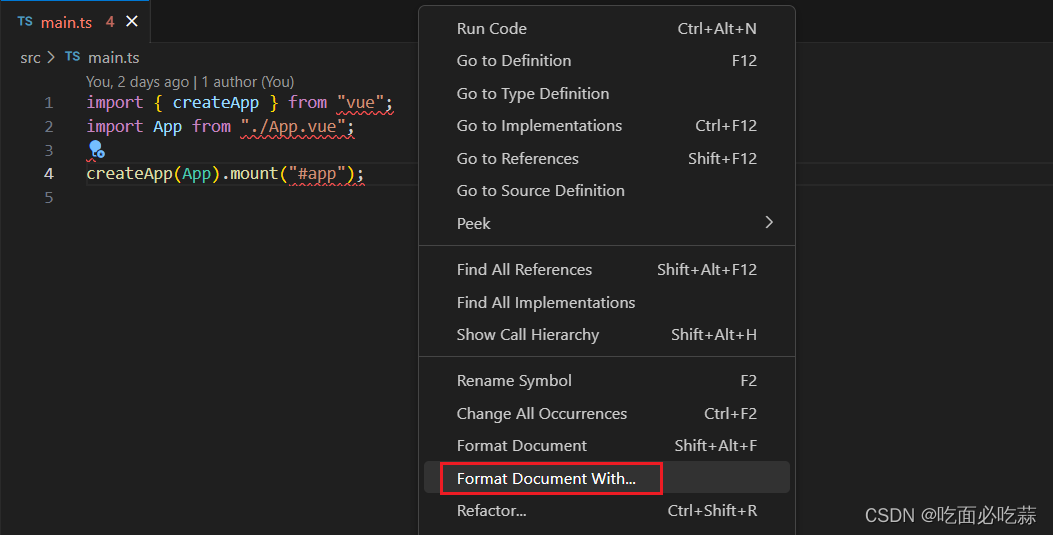 TS main.ts 4
src > TS main.ts
You, 2 days ago | 1 author (You)
1 import { createApp } from "vue";
2 import App from "./App.vue";
3
4 createApp(App).mount("#app");
5
Run Code Ctrl+Alt+N
Go to Definition F12
Go to Type Definition
Go to Implementations Ctrl+F12
Go to References Shift+F12
Go to Source Definition
Peek
Find All References Shift+Alt+F12
Find All Implementations
Show Call Hierarchy Shift+Alt+H
Rename Symbol F2
Change All Occurrences Ctrl+F2
Format Document Shift+Alt+F
Format Document With...
Refactor... Ctrl+Shift+R
CSDN @吃面必吃蒜